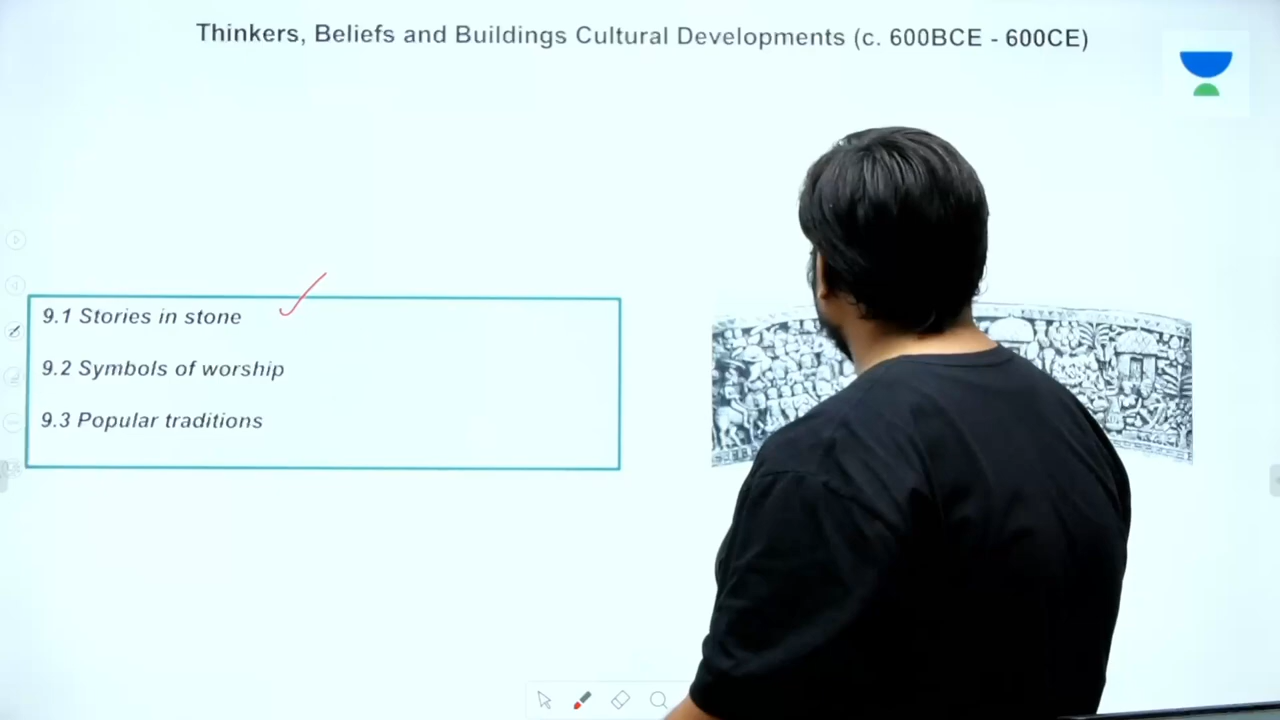 Thinkers, Beliefs and Buildings Cultural Developments (c. 600BCE - 600CE)
9.1 Stories in stone
9.2 Symbols of worship
9.3 Popular traditions